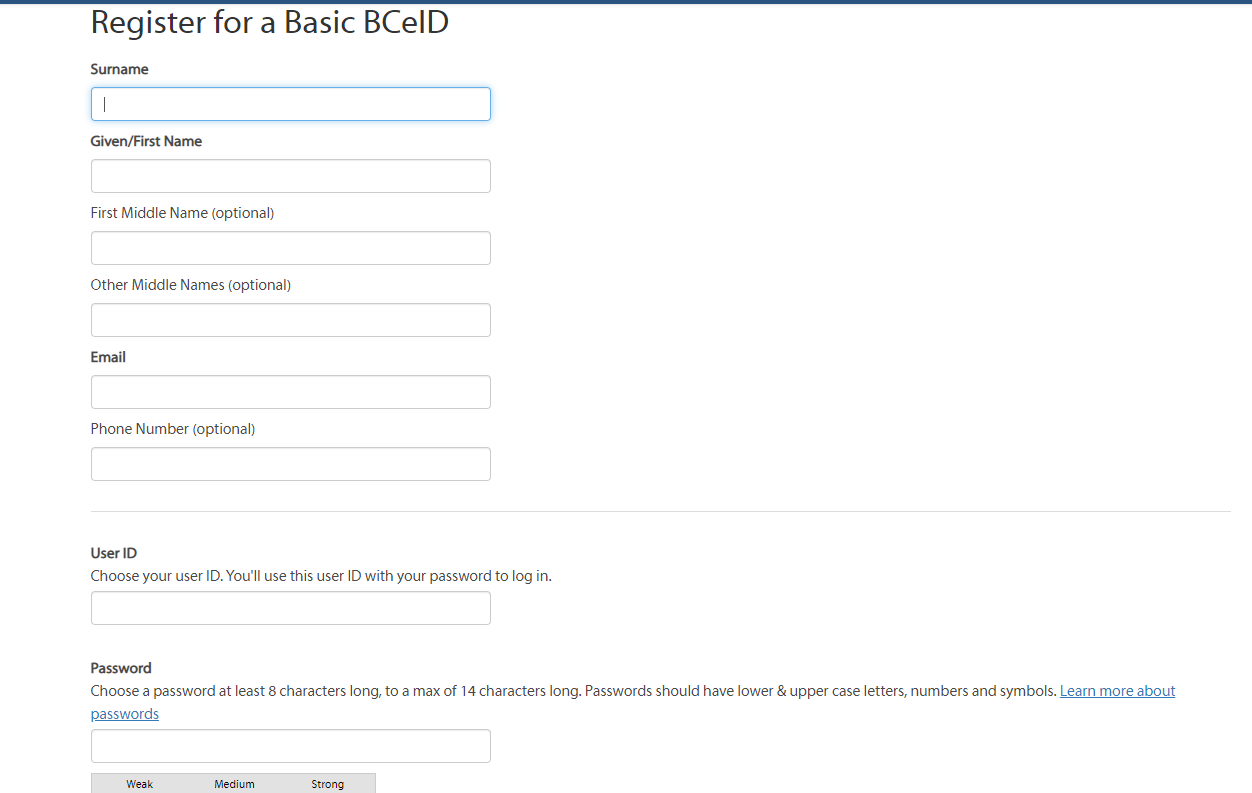 Register for a Basic BCeID
Surname
Given/First Name
First Middle Name (optional)
Other Middle Names (optional)
Email
Phone Number (optional)
User ID
Choose your user ID. You'll use this user ID with your password to log in.
Password
Choose a password at least 8 characters long, to a max of 14 characters long. Passwords should have lower & upper case letters, numbers and symbols. Learn more about
passwords
Weak Medium Strong